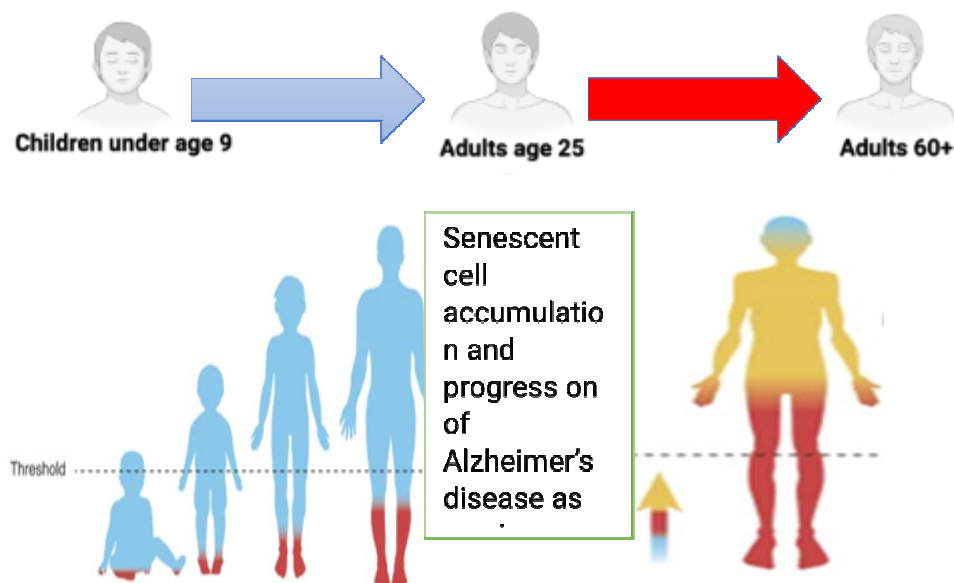 Children under age 9
Adults age 25
Adults 60+
Senescent
cell
accumulatio
n and
progress on
of
Alzheimer's
disease as
Threshold